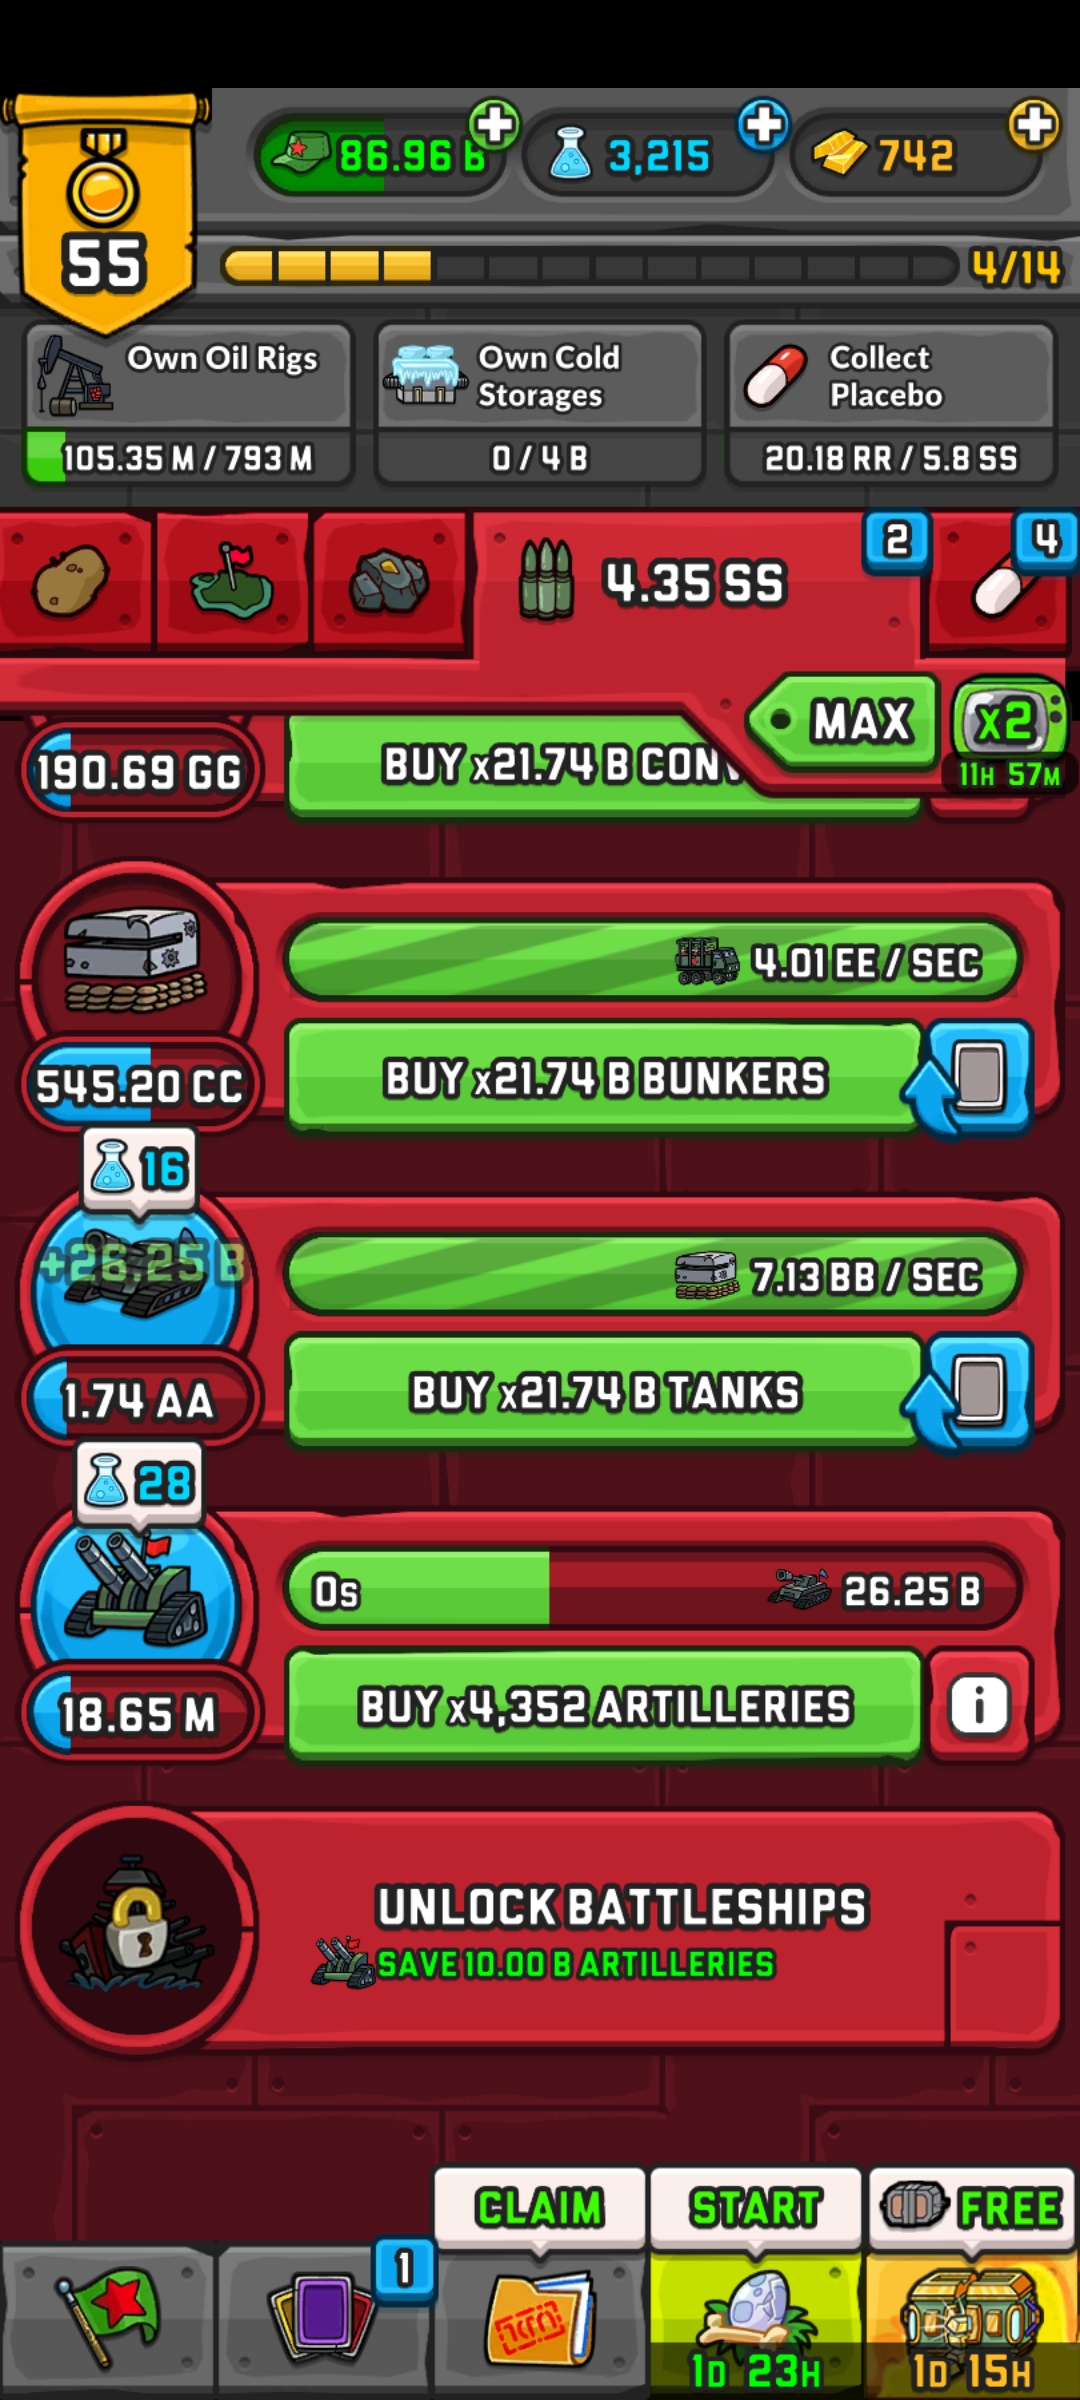 55
86.96 B
3,215
742
4/14
Own Oil Rigs
105.35 M / 793 M
Own Cold
Storages
0 / 4 B
Collect
Placebo
20.18 RR / 5.8 SS
4.35 SS
2
4
MAX
x2
11H 57M
190.69 GG
BUY x21.74 B CON
4.01 EE / SEC
545.20 CC
BUY x21.74 B BUNKERS
16
+26.25 B
7.13 BB / SEC
1.74 AA
BUY x21.74 B TANKS
28
0s
26.25 B
18.65 M
BUY x4,352 ARTILLERIES
i
UNLOCK BATTLESHIPS
SAVE 10.00 B ARTILLERIES
CLAIM
START
FREE
1
1D 23H
1D 15H